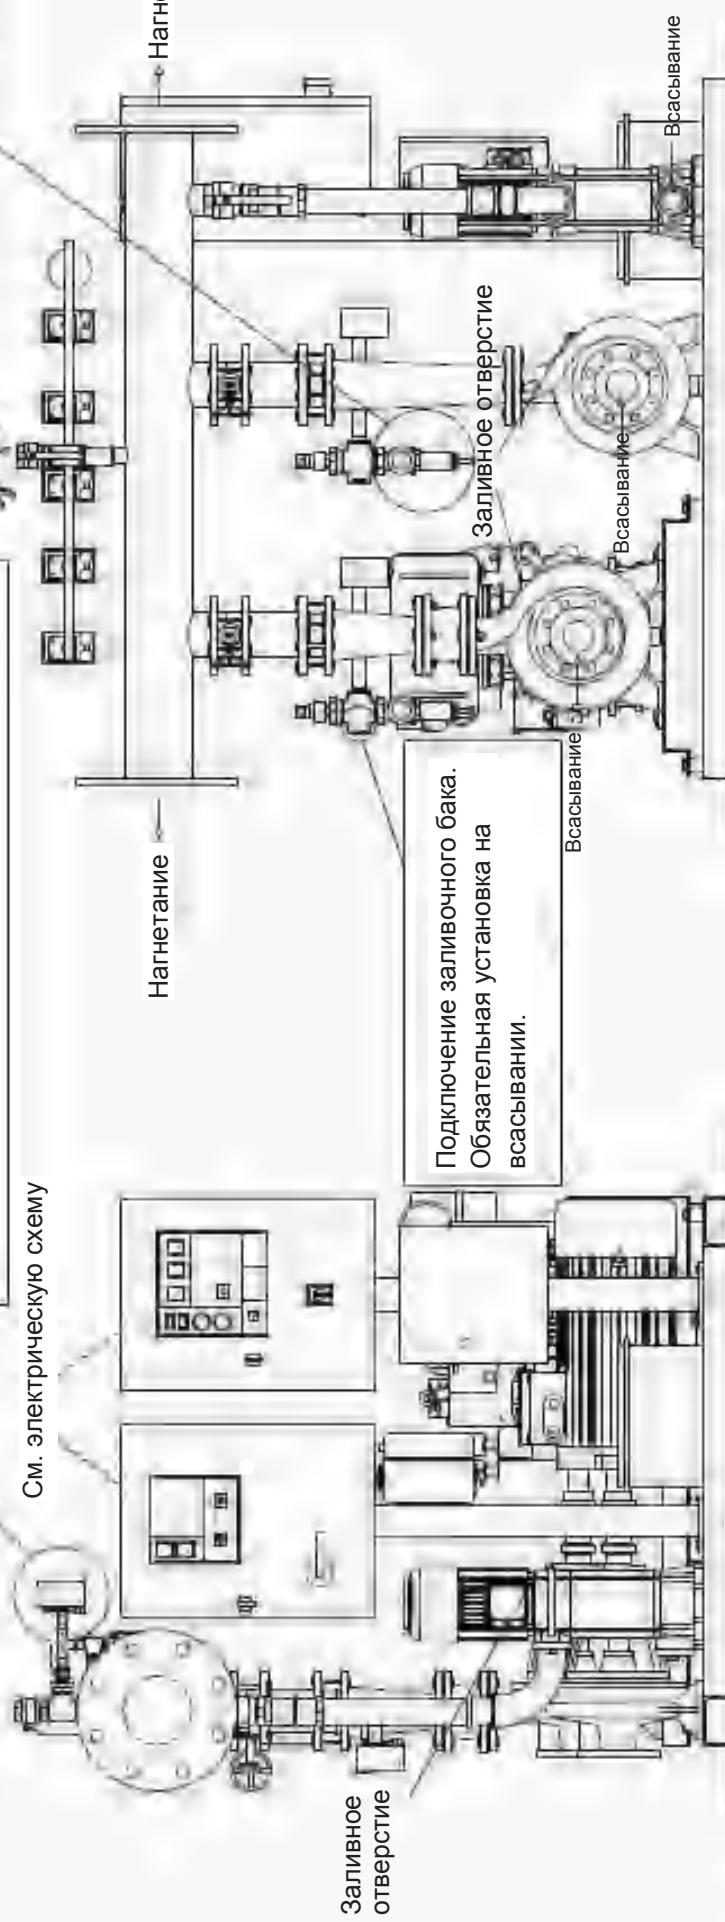 См. электрическую схему
Заливное
отверстие
Нагнетание
Подключение заливочного бака.
Обязательная установка на
всасывании.
Всасывание
Заливное отверстие
Всасывание
Всасывание